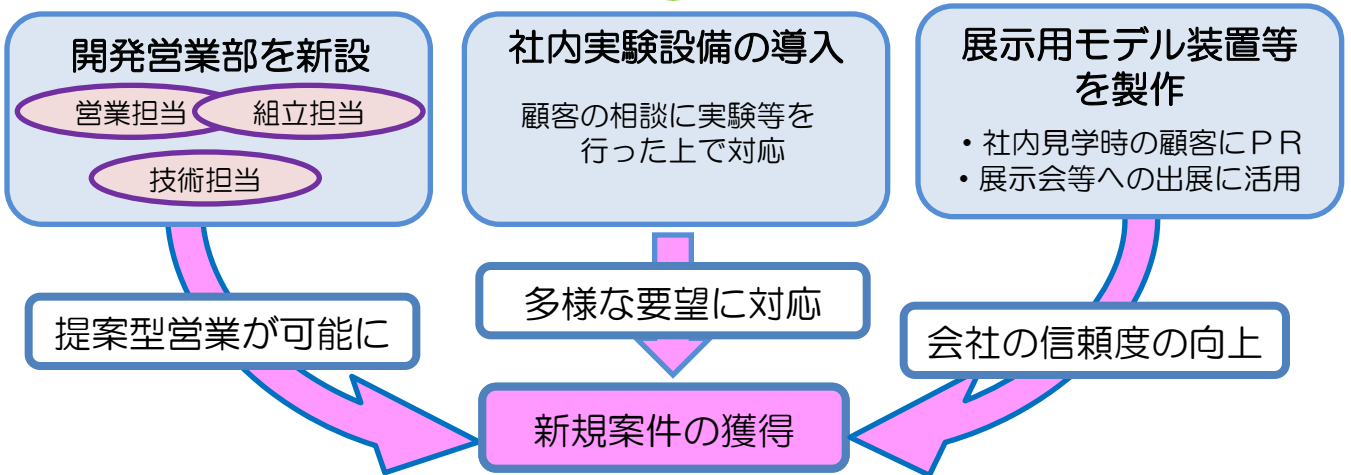 開発営業部を新設
営業担当
組立担当
技術担当
社内実験設備の導入
顧客の相談に実験等を
行った上で対応
展示用モデル装置等
を製作
・社内見学時の顧客にＰＲ
・展示会等への出展に活用
提案型営業が可能に
多様な要望に対応
会社の信頼度の向上
新規案件の獲得